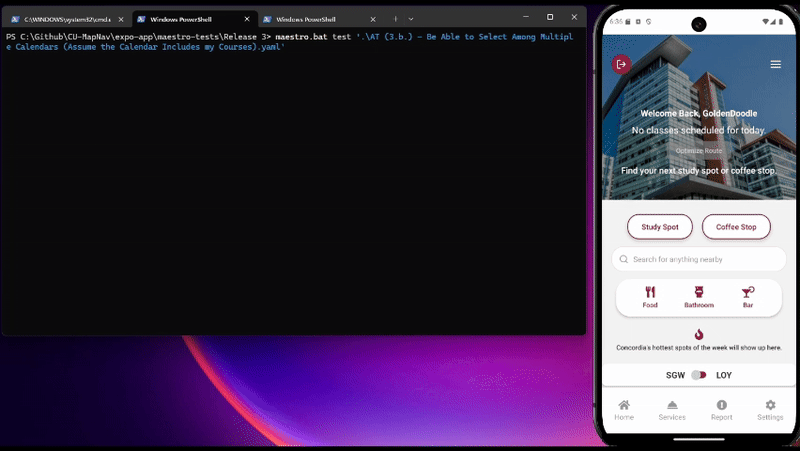 C:\WINDOWS\system32\cmd.e
Windows PowerShell
Windows PowerShell
PS C:\Github\CU-MapNav\expo-app\maestro-tests\Release 3> maestro.bat test '.\AT (3.b.) - Be Able to Select Among Multipl
e Calendars (Assume the Calendar Includes my Courses).yaml'
Welcome Back, GoldenDoodle
No classes scheduled for today.
Optimize Route
Find your next study spot or coffee stop.
Study Spot
Coffee Stop
Search for anything nearby
Food
Bathroom
Bar
Concordia's hottest spots of the week will show up here.
SGW
LOY
Home
Services
Report
Settings